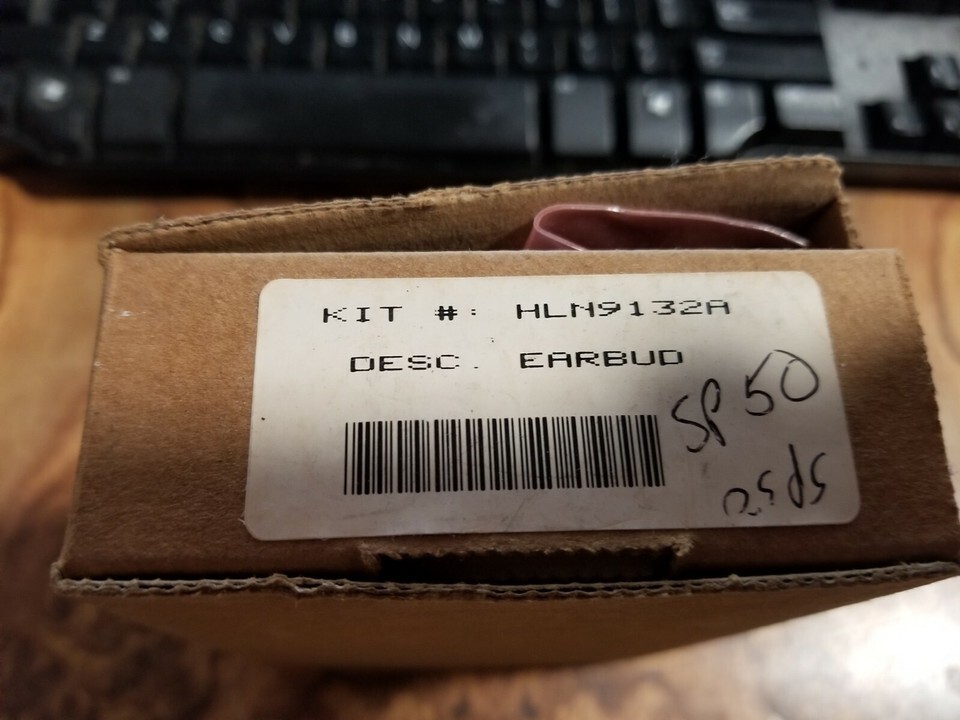 KIT #: HLN9132A
DESC. EARBUD
SP 50
SP50